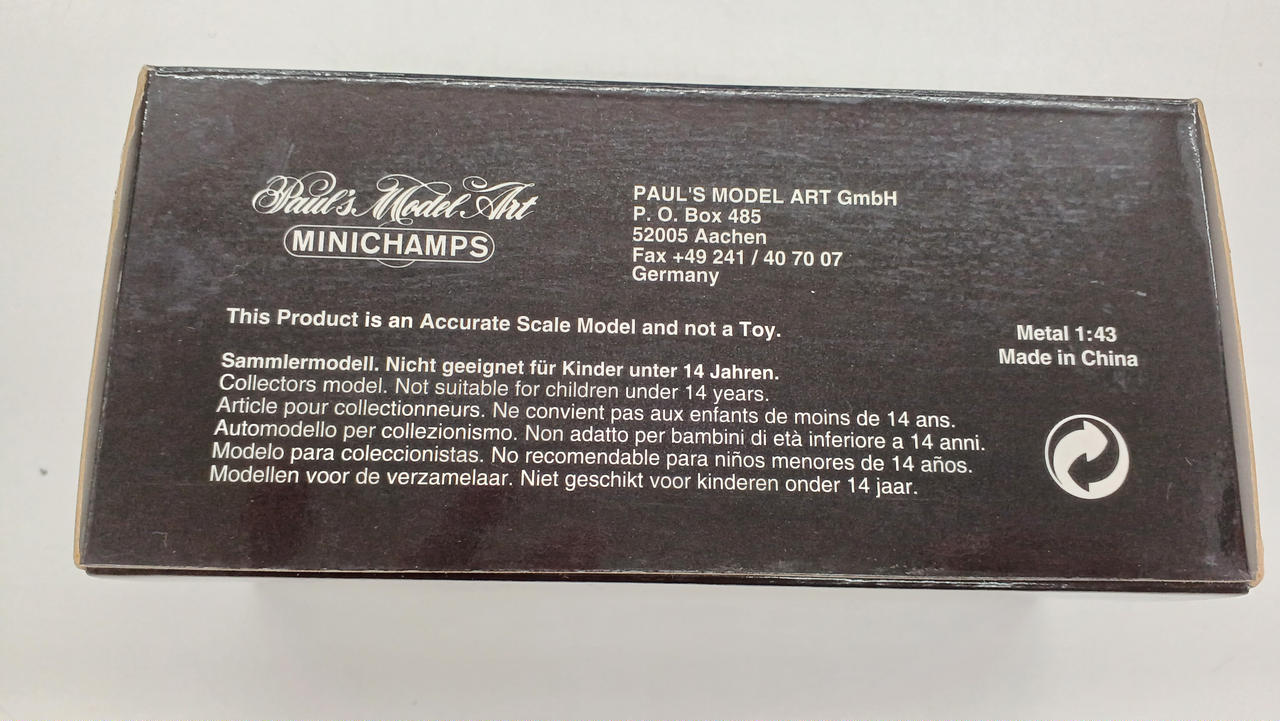 Paul's Model Art
MINICHAMPS
PAUL'S MODEL ART GmbH
P. O. Box 485
52005 Aachen
Fax +49 241 / 40 70 07
Germany
This Product is an Accurate Scale Model and not a Toy.
Metal 1:43
Made in China
Sammlermodell. Nicht geeignet für Kinder unter 14 Jahren.
Collectors model. Not suitable for children under 14 years.
Article pour collectionneurs. Ne convient pas aux enfants de moins de 14 ans.
Automodello per collezionismo. Non adatto per bambini di età inferiore a 14 anni.
Modelo para coleccionistas. No recomendable para niños menores de 14 años.
Modellen voor de verzamelaar. Niet geschikt voor kinderen onder 14 jaar.